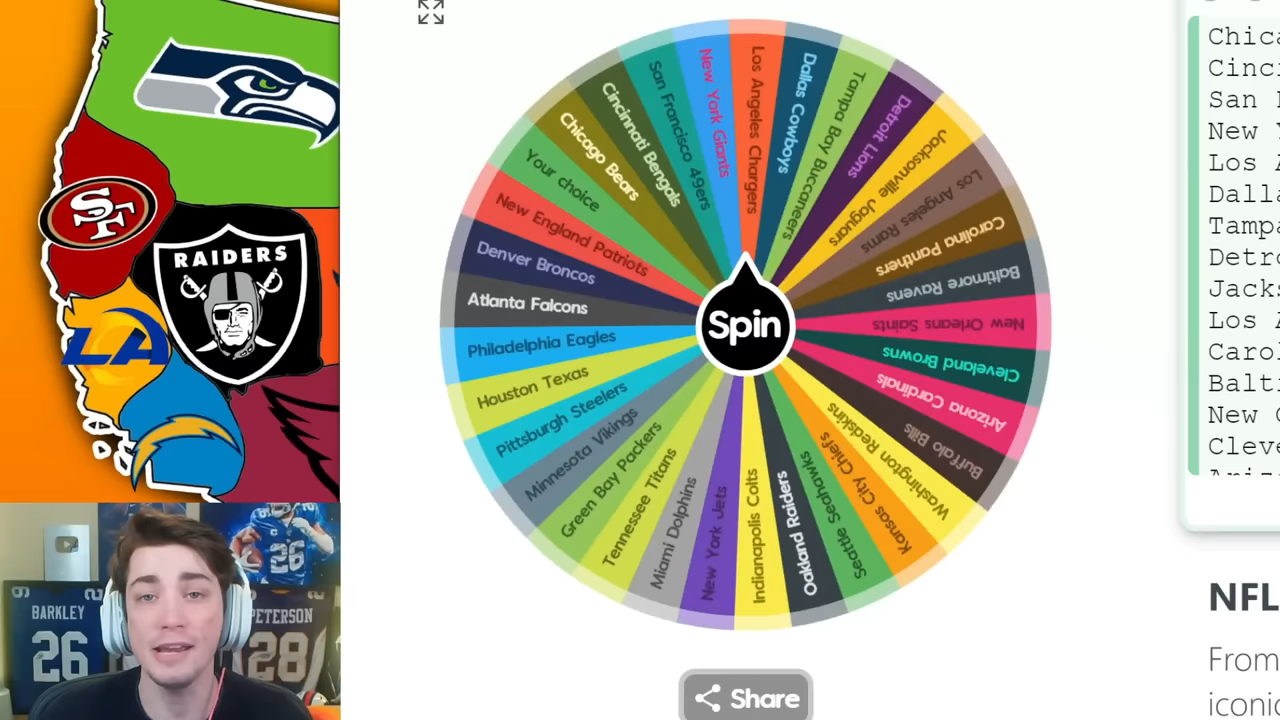 RAIDERS
LA
SF
BARKLEY
26
26
PETERSON
28
Los Angeles Chargers
Dallas Cowboys
Tampa Bay Buccaneers
Detroit Lions
Jacksonville Jaguars
Los Angeles Rams
Carolina Panthers
Baltimore Ravens
New Orleans Saints
Cleveland Browns
Arizona Cardinals
Buffalo Bills
Washington Redskins
Kansas City Chiefs
Seattle Seahawks
Oakland Raiders
Indianapolis Colts
New York Jets
Miami Dolphins
Tennessee Titans
Green Bay Packers
Minnesota Vikings
Pittsburgh Steelers
Houston Texas
Philadelphia Eagles
Atlanta Falcons
Denver Broncos
New England Patriots
Your choice
Chicago Bears
Cincinnati Bengals
San Francisco 49ers
New York Giants
Spin
Share
Chica
Cinci
San
New
Los A
Dalla
Tampa
Detro
Jacks
Los A
Carol
Balti
New
Cleve
NFL
From
iconic